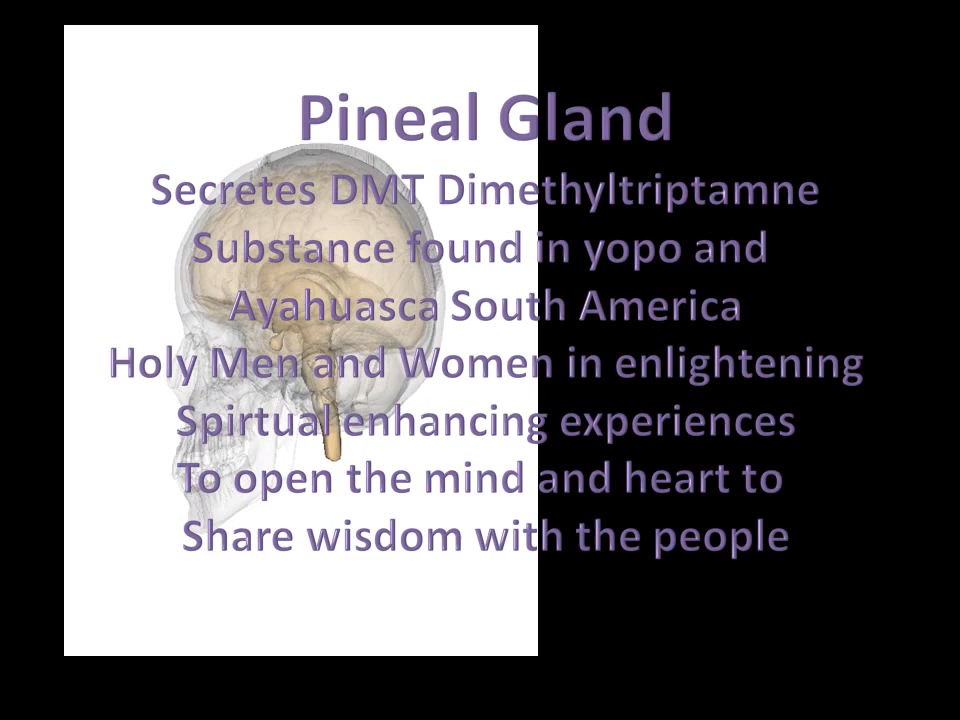 Pineal Gland
Secretes DMT Dimethyltriptamne
Substance found in yopo and
Ayahuasca South America
Holy Men and Women in enlightening
Spirtual enhancing experiences
To open the mind and heart to
Share wisdom with the people